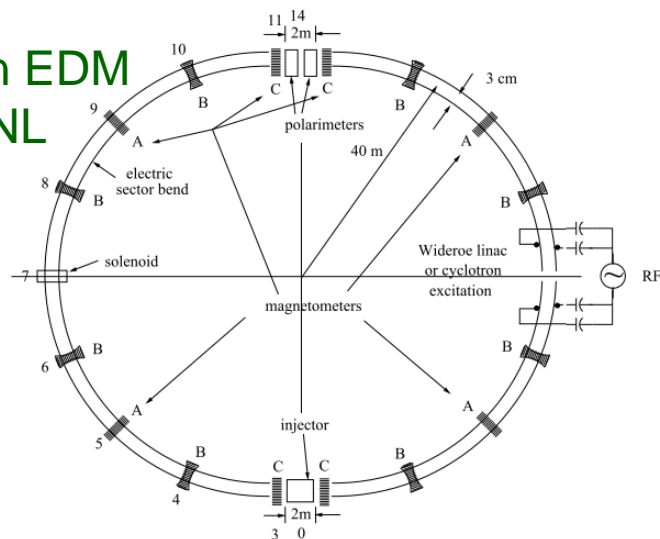 n EDM
NL
11 14
2m
10
B
C
C
B
3 cm
9
A
polarimeters
A
40 m
electric
sector bend
8
B
B
7
solenoid
Wideroe linac
or cyclotron
excitation
RF
magnetometers
6
B
B
5
A
A
injector
B
C
C
B
4
2m
3 0